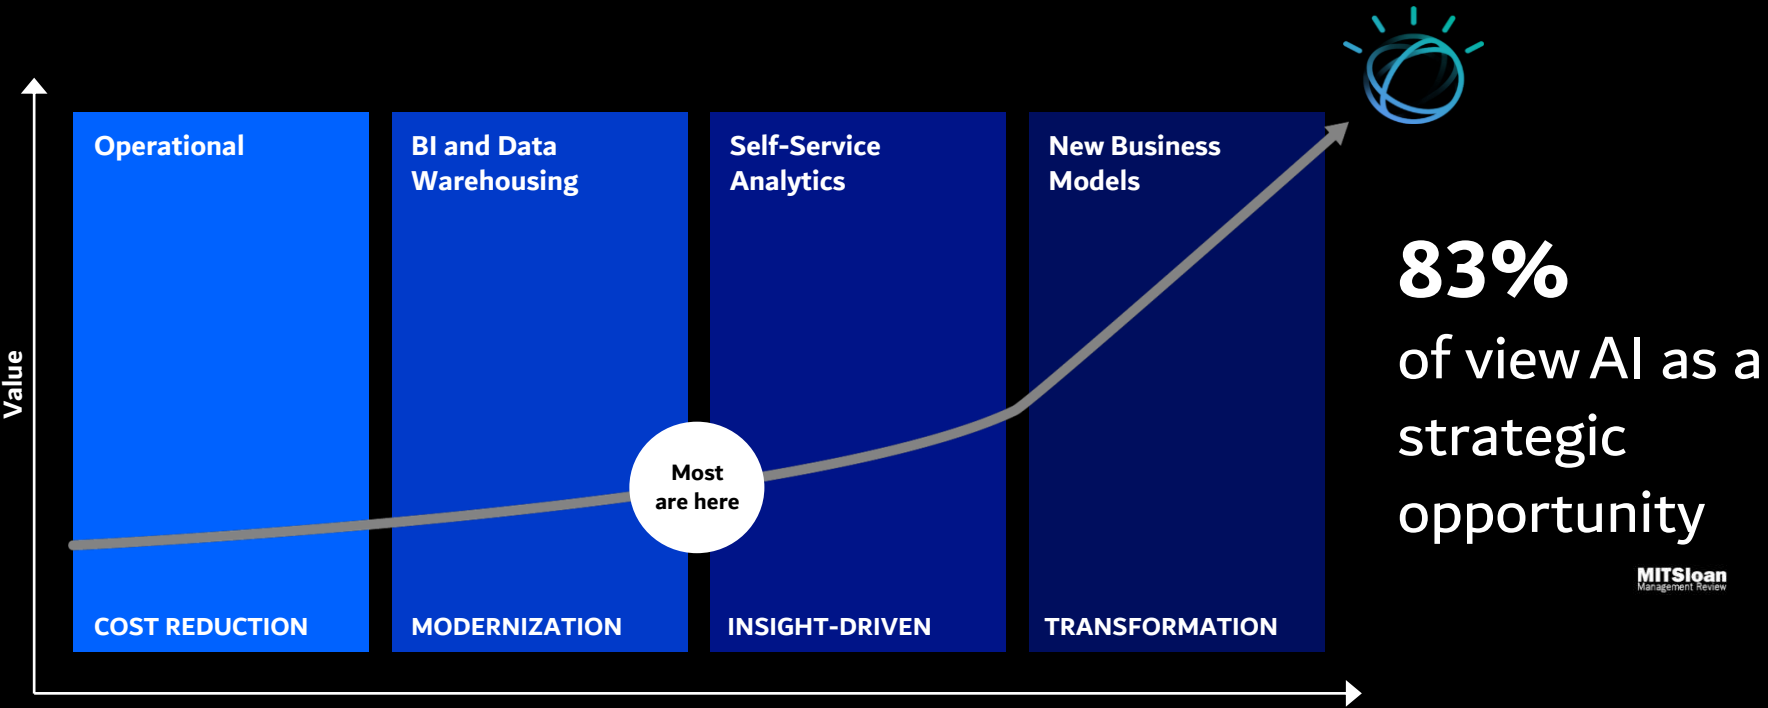 Value
Operational
COST REDUCTION
BI and Data
Warehousing
MODERNIZATION
Self-Service
Analytics
INSIGHT-DRIVEN
New Business
Models
TRANSFORMATION
Most
are here
83%
of view AI as a
strategic
opportunity
MITSloan
Management Review